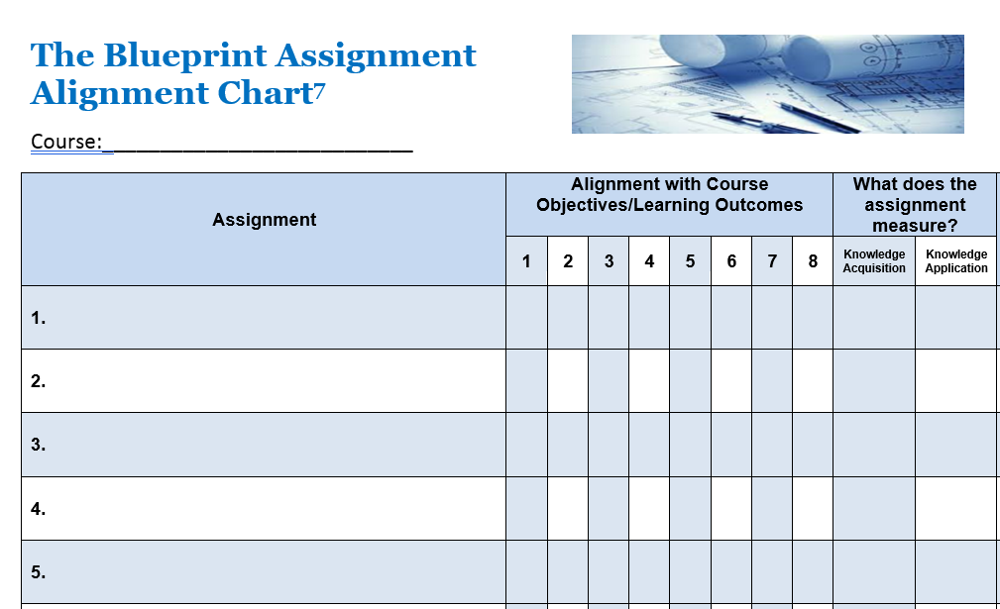 The Blueprint Assignment
Alignment Chart7
Course:___________________________
Assignment
Alignment with Course
Objectives/Learning Outcomes
What does the
assignment
measure?
1 2 3 4 5 6 7 8
Knowledge
Acquisition
Knowledge
Application
1.
2.
3.
4.
5.